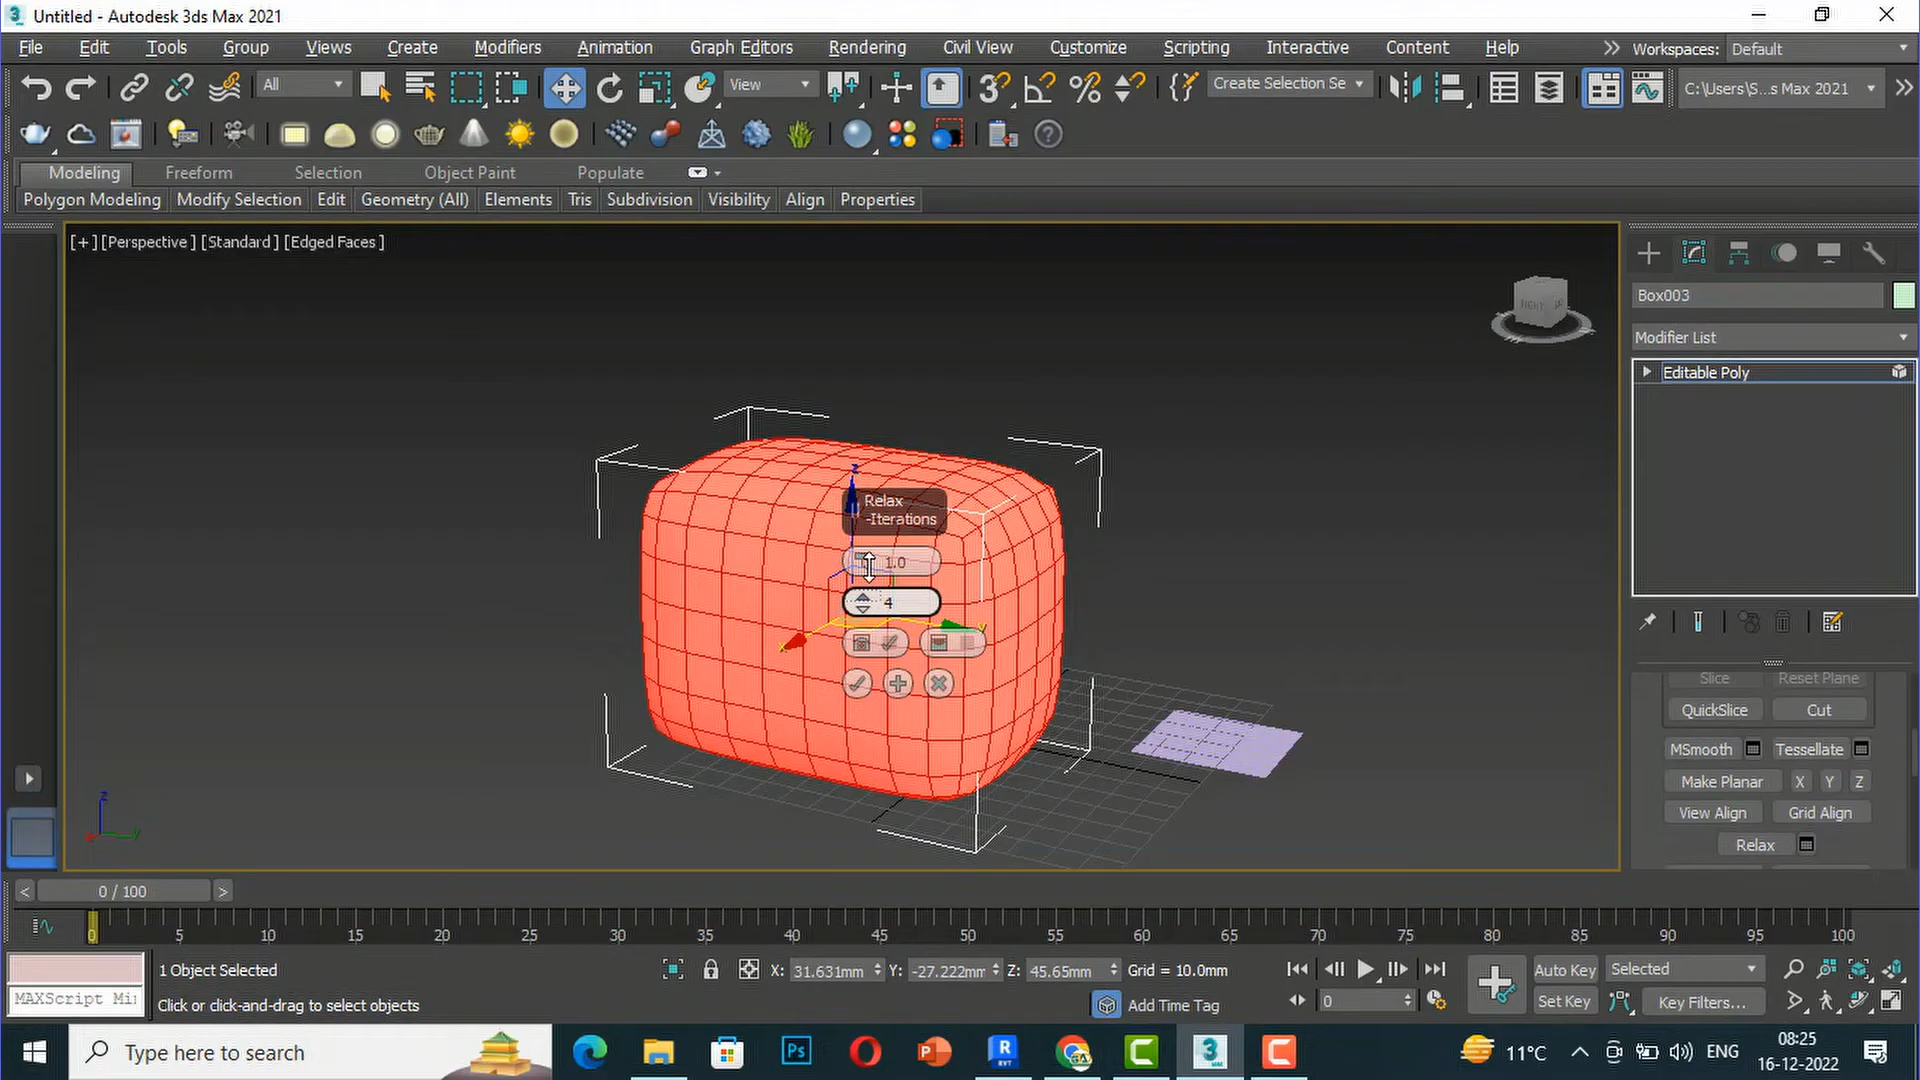 Untitled - Autodesk 3ds Max 2021
File Edit Tools Group Views Create Modifiers Animation Graph Editors Rendering Civil View Customize Scripting Interactive Content Help Workspaces: Default
All View Create Selection Se C:\Users\S...s Max 2021
Modeling Freeform Selection Object Paint Populate
Polygon Modeling Modify Selection Edit Geometry (All) Elements Tris Subdivision Visibility Align Properties
[+] [Perspective] [Standard] [Edged Faces]
Box003
Modifier List
Editable Poly
z
Relax
-Iterations
1.0
4
x
y
Slice Reset Plane
QuickSlice Cut
MSmooth Tessellate
Make Planar X Y Z
View Align Grid Align
Relax
z
< 0 / 100 >
0 5 10 15 20 25 30 35 40 45 50 55 60 65 70 75 80 85 90 95 100
1 Object Selected X: 31.631mm Y: -27.222mm Z: 45.65mm Grid = 10.0mm Auto Key Selected
MAXScript Mi Click or click-and-drag to select objects Add Time Tag 0 Set Key Key Filters...
Type here to search Ps 11°C ENG 08:25
16-12-2022